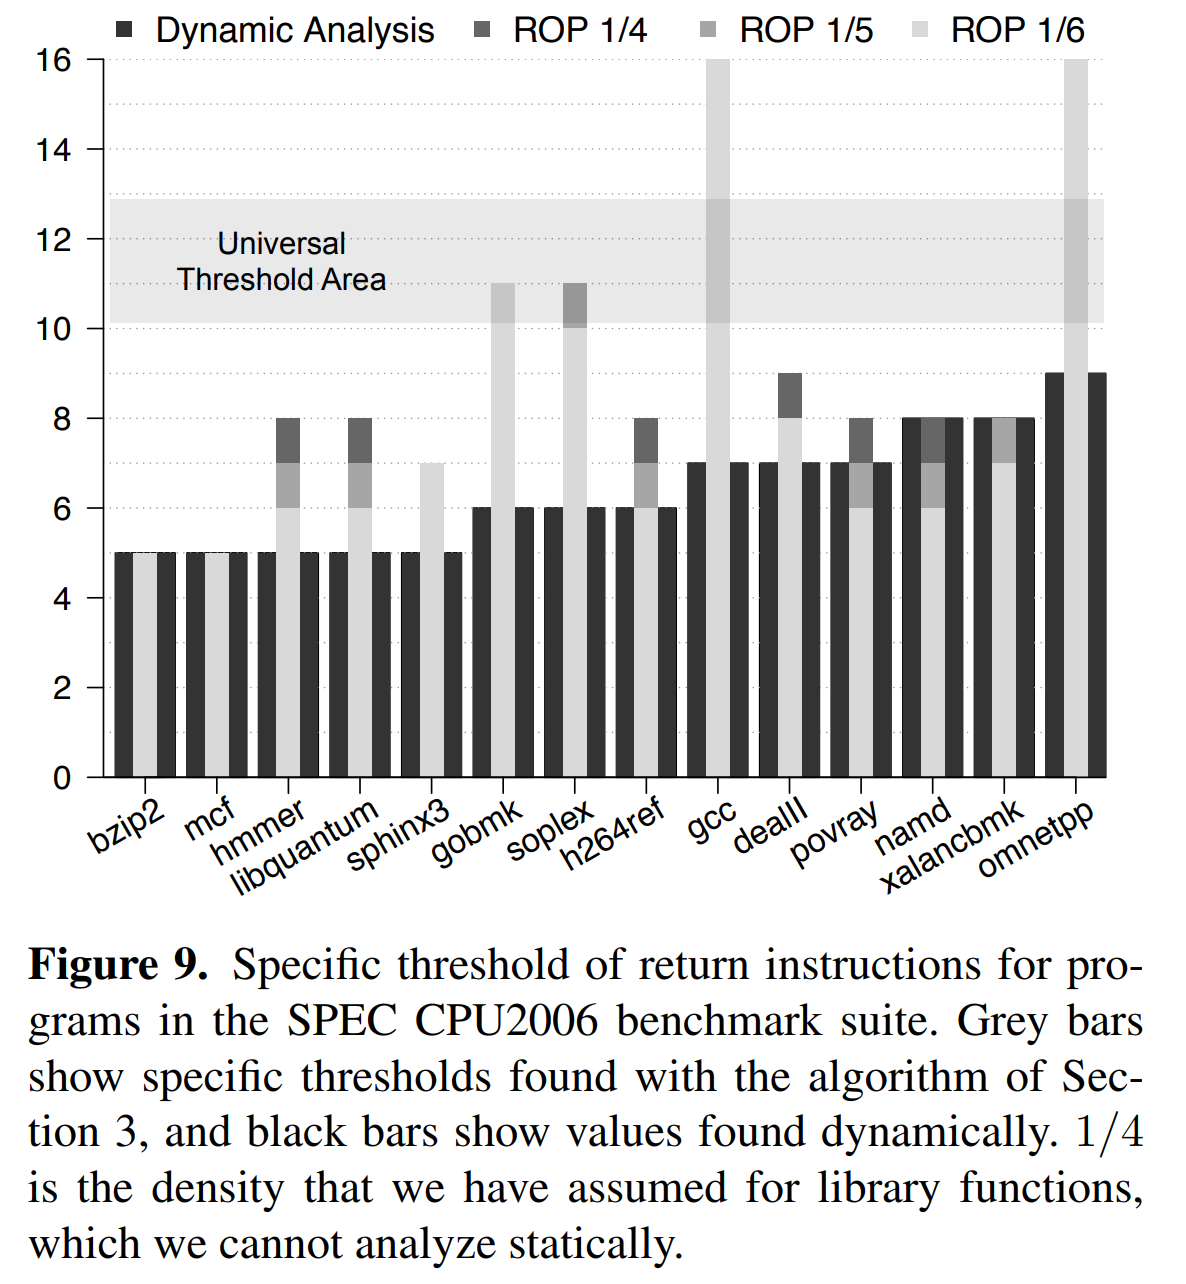 Dynamic Analysis ROP 1/4 ROP 1/5 ROP 1/6
16
14
12
10
8
6
4
2
0
Universal
Threshold Area
bzip2
mcf
hmmer
libquantum
sphinx3
gobmk
soplex
h264ref
gcc
dealII
povray
namd
xalancbmk
omnetpp
Figure 9. Specific threshold of return instructions for pro-
grams in the SPEC CPU2006 benchmark suite. Grey bars
show specific thresholds found with the algorithm of Sec-
tion 3, and black bars show values found dynamically. 1/4
is the density that we have assumed for library functions,
which we cannot analyze statically.